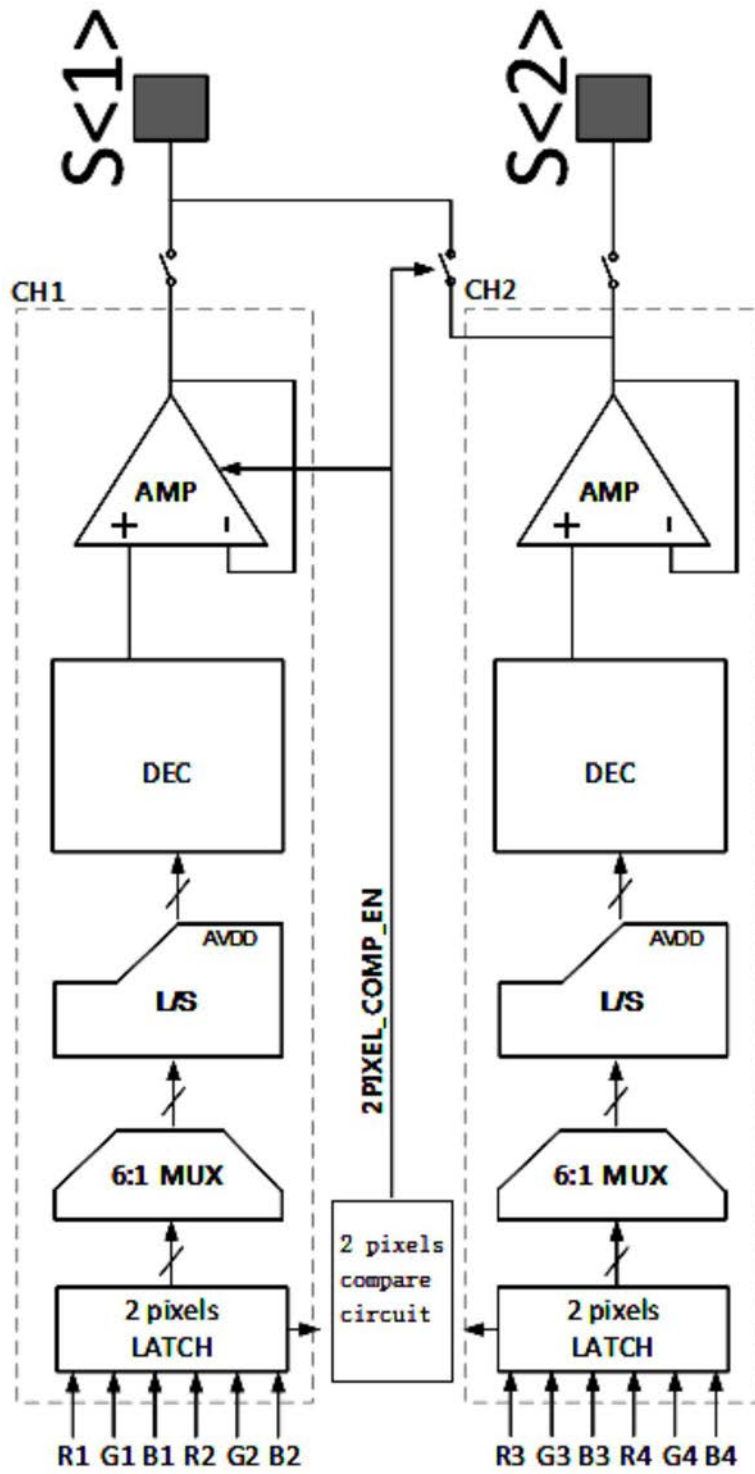 S<1>
S<2>
CH1
CH2
AMP
+ -
AMP
+ -
DEC
DEC
AVDD
L/S
AVDD
L/S
2PIXEL_COMP_EN
6:1 MUX
6:1 MUX
2 pixels
compare
circuit
2 pixels
LATCH
2 pixels
LATCH
R1 G1 B1 R2 G2 B2
R3 G3 B3 R4 G4 B4